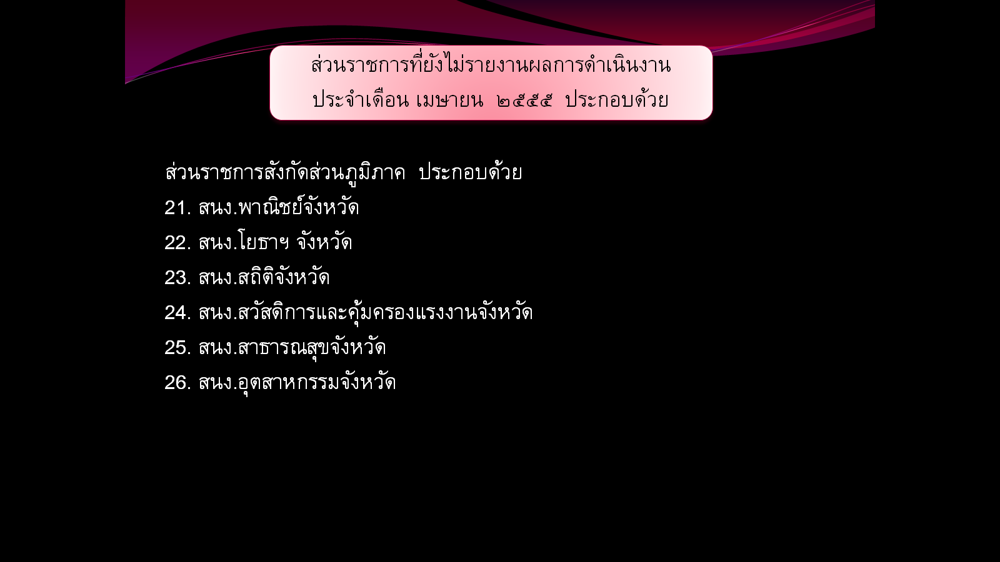 ส่วนราชการที่ยังไม่รายงานผลการดำเนินงาน
ประจำเดือน เมษายน ๒๕๕๕ ประกอบด้วย
ส่วนราชการสังกัดส่วนภูมิภาค ประกอบด้วย
21. สนง.พาณิชย์จังหวัด
22. สนง.โยธาฯ จังหวัด
23. สนง.สถิติจังหวัด
24. สนง.สวัสดิการและคุ้มครองแรงงานจังหวัด
25. สนง.สาธารณสุขจังหวัด
26. สนง.อุตสาหกรรมจังหวัด